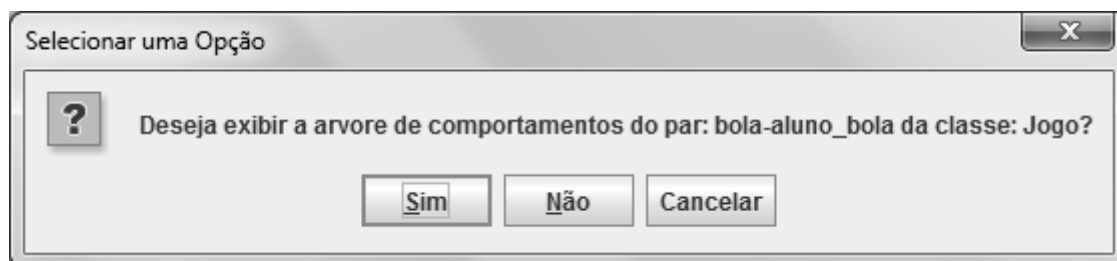 Selecionar uma Opção
Deseja exibir a arvore de comportamentos do par: bola-aluno_bola da classe: Jogo?
Sim Não Cancelar